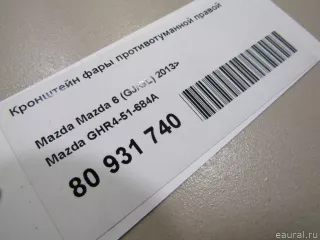 Кронштейн фары противотуманной правой
Mazda Mazda 6 (GJ/GL) 2013>
Mazda GHR4-51-684A
80 931 740
eaural.ru